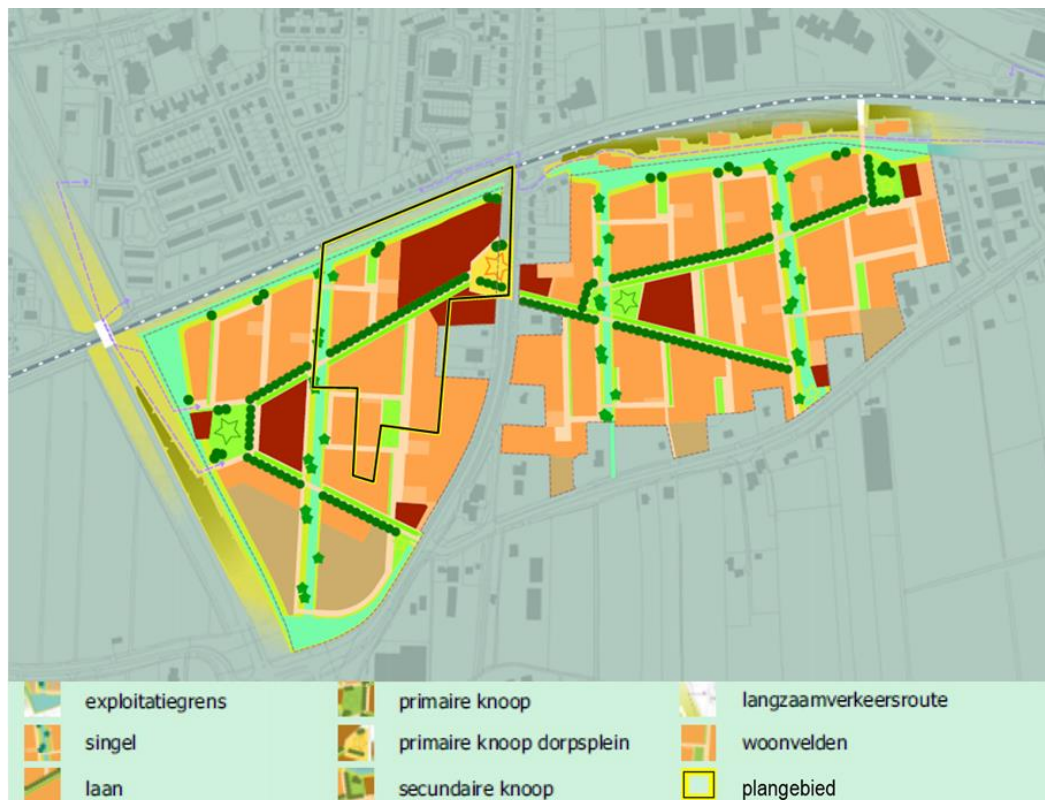 exploitatiegrens
primaire knoop
langzaamverkeersroute
singel
primaire knoop dorpsplein
woonvelden
laan
secundaire knoop
plangebied